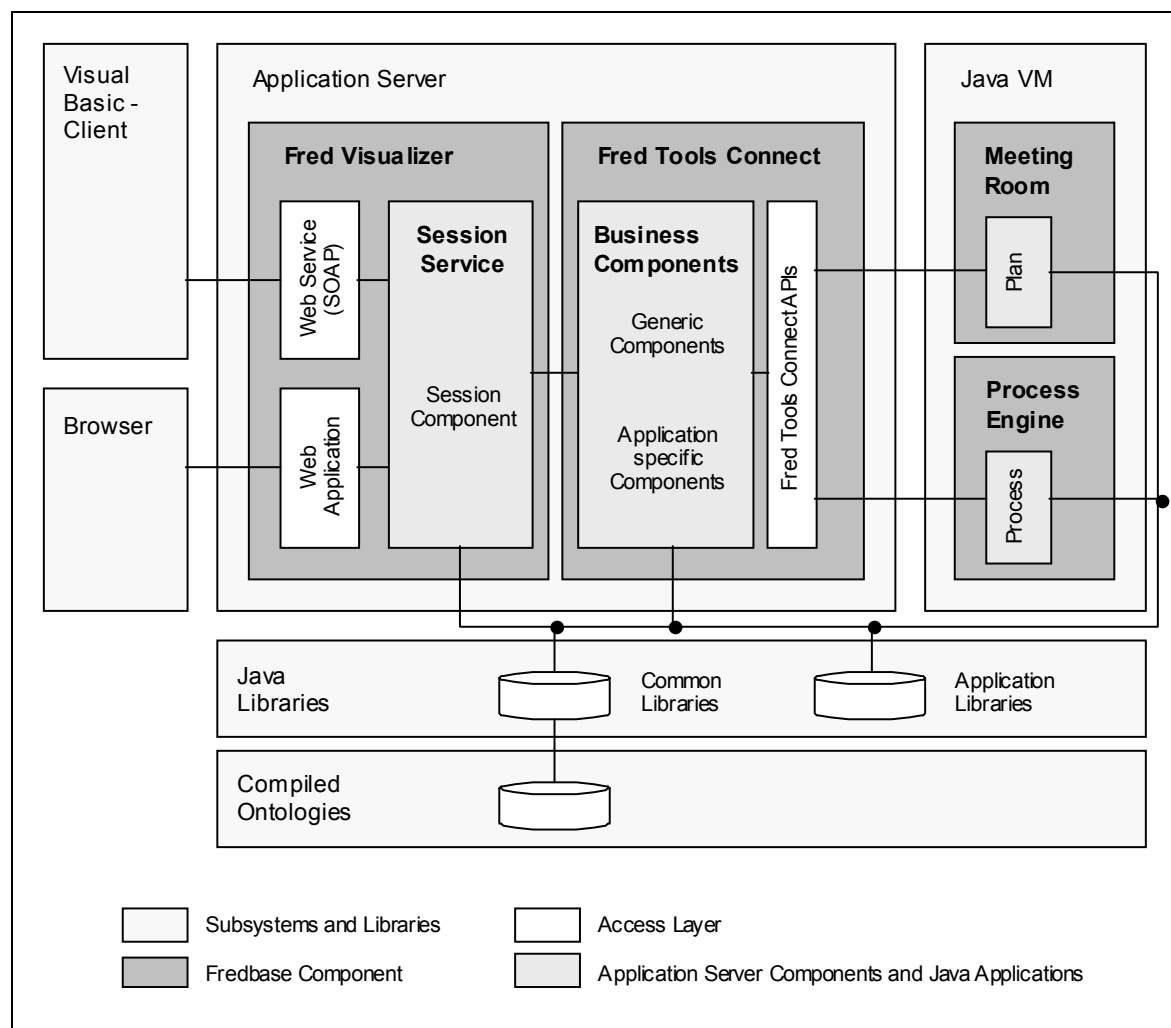 Visual
Basic -
Client
Application Server
Java VM
Fred Visualizer
Fred Tools Connect
Meeting
Room
Web Service
(SOAP)
Session
Service
Business
Components
Fred Tools Connect APIs
Plan
Generic
Components
Session
Component
Browser
Web
Application
Application
specific
Components
Process
Engine
Process
Java
Libraries
Common
Libraries
Application
Libraries
Compiled
Ontologies
Subsystems and Libraries
Access Layer
Fredbase Component
Application Server Components and Java Applications